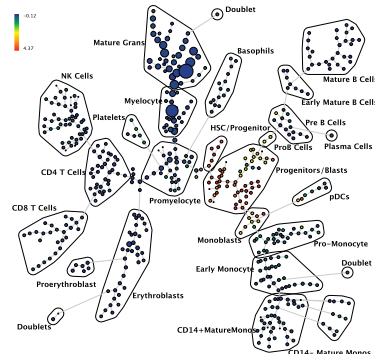 -0.12
4.37
Doublet
Mature Grans
Basophils
Mature B Cells
NK Cells
Early Mature B Cells
Myelocyte
Platelets
Pre B Cells
HSC/Progenitor
Plasma Cells
ProB Cells
CD4 T Cells
Progenitors/Blasts
pDCs
Promyelocyte
CD8 T Cells
Monoblasts
Pro-Monocyte
Early Monocyte
Doublet
Proerythroblast
Erythroblasts
Doublets
CD14+MatureMonos
CD14- Mature Monos